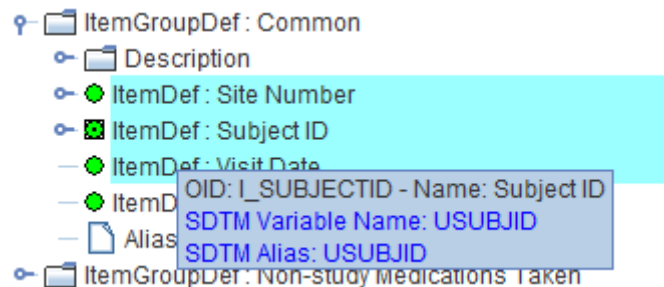 ItemGroupDef : Common
Description
ItemDef : Site Number
ItemDef : Subject ID
ItemDef : Visit Date
ItemD
OID: I_SUBJECTID - Name: Subject ID
SDTM Variable Name: USUBJID
Alias
SDTM Alias: USUBJID
ItemGroupDef : Non-study Medications Taken